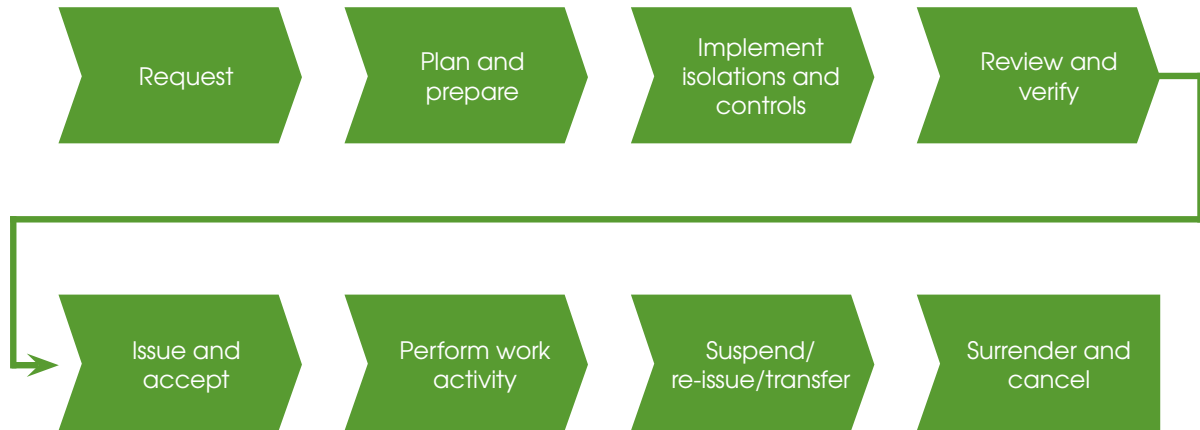 Request
Plan and
prepare
Implement
isolations and
controls
Review and
verify
Issue and
accept
Perform work
activity
Suspend/
re-issue/transfer
Surrender and
cancel